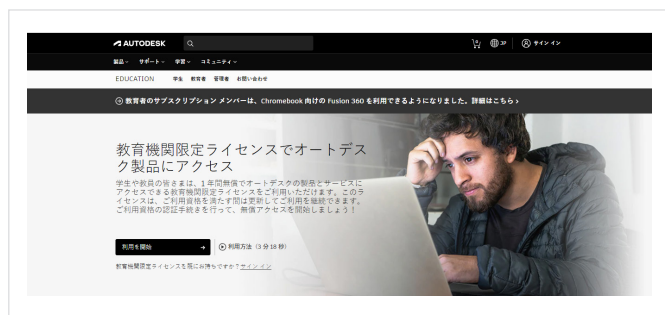 AUTODESK
JP
サイン イン
製品 サポート 学習 コミュニティ
EDUCATION 学生 教育者 管理者 お問い合わせ
教育者のサブスクリプション メンバーは、Chromebook 向けの Fusion 360 を利用できるようになりました。詳細はこちら >
教育機関限定ライセンスでオートデス
ク製品にアクセス
学生や教員の皆さまは、1 年間無償でオートデスクの製品とサービスに
アクセスできる教育機関限定ライセンスをご利用いただけます。このラ
イセンスは、ご利用資格を満たす間は更新してご利用を継続できます。
ご利用資格の認証手続きを行って、無償アクセスを開始しましょう！
利用を開始 →
利用方法（3 分 18 秒）
教育機関限定ライセンスを既にお持ちですか？サイン イン